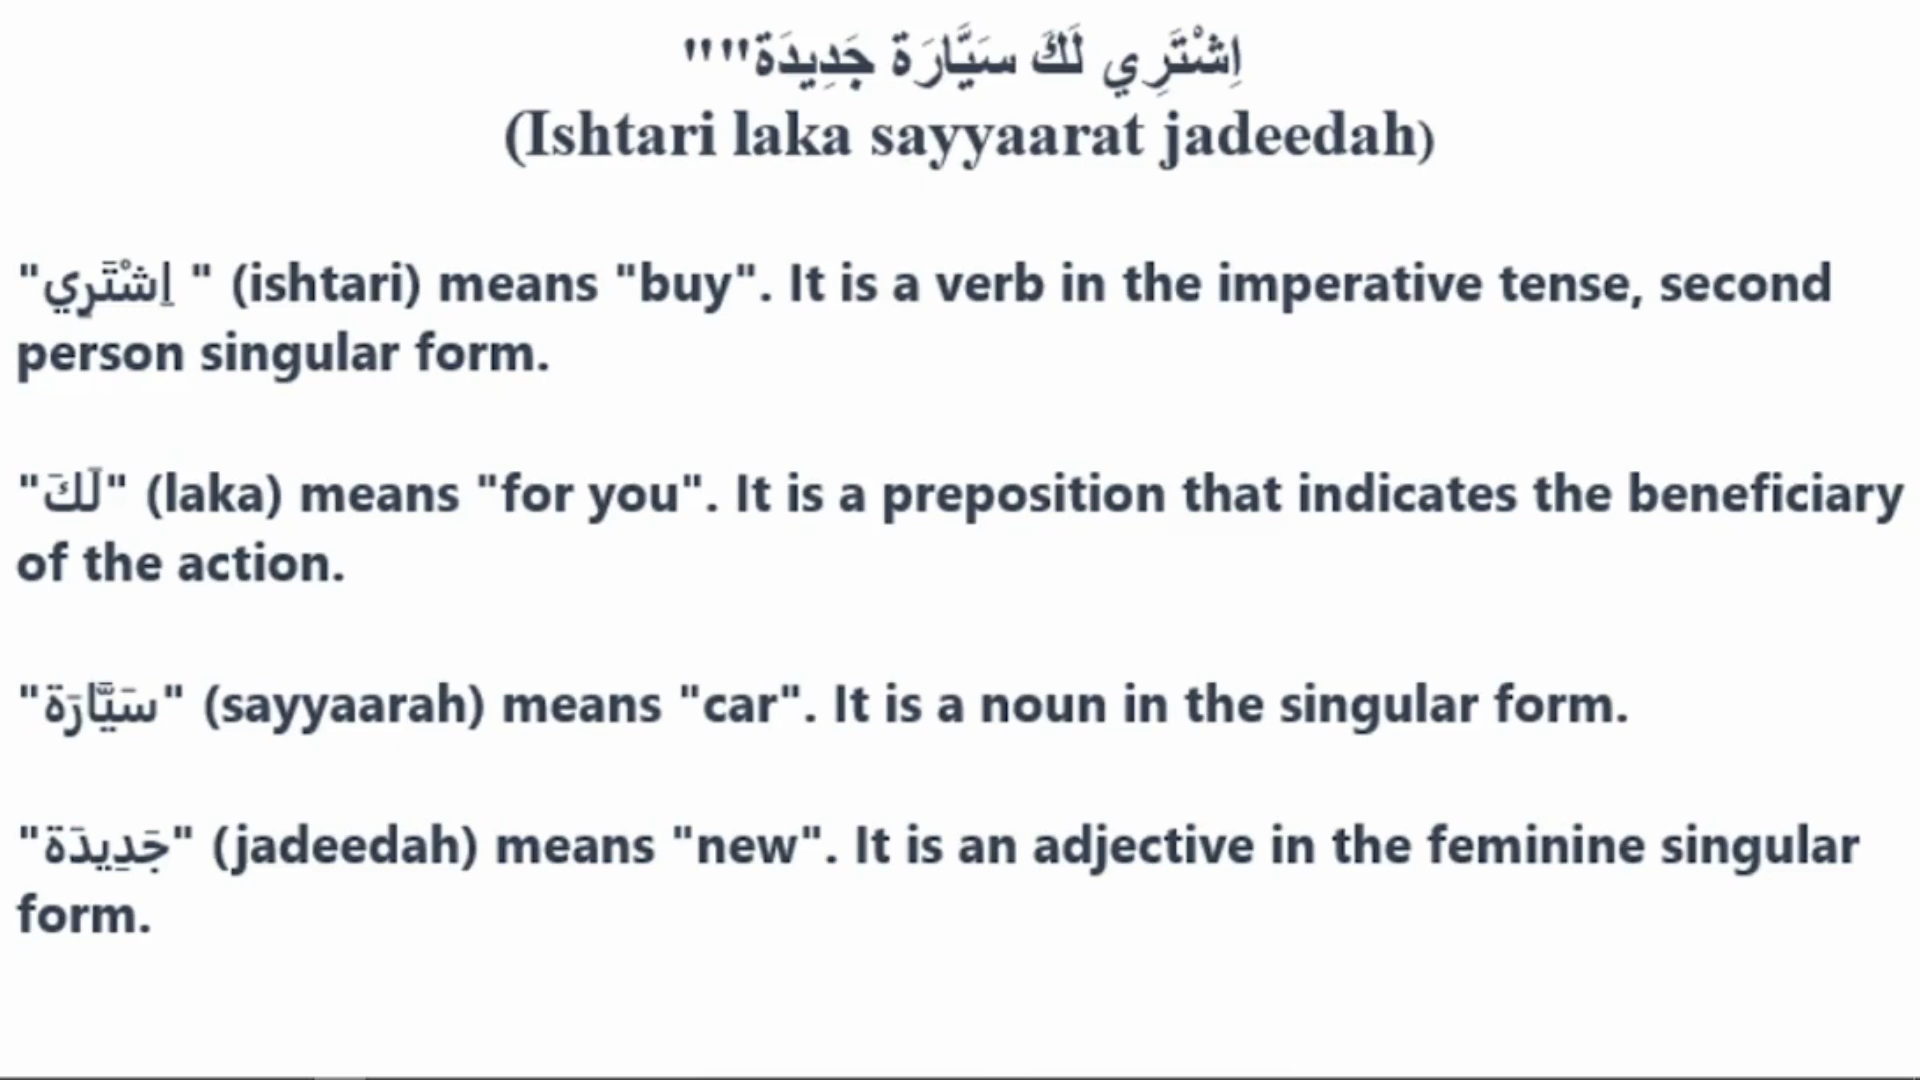 اِشْتَرِي لَكَ سَيَّارَة جَدِيدَة""
(Ishtari laka sayyaarat jadeedah)
"اِشْتَرِي " (ishtari) means "buy". It is a verb in the imperative tense, second
person singular form.
"لَكَ" (laka) means "for you". It is a preposition that indicates the beneficiary
of the action.
"سَيَّارَة" (sayyaarah) means "car". It is a noun in the singular form.
"جَدِيدَة" (jadeedah) means "new". It is an adjective in the feminine singular
form.